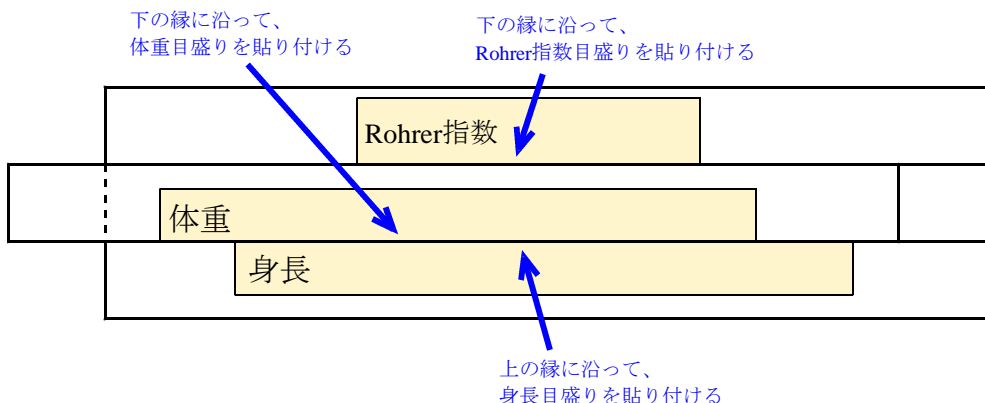 下の縁に沿って、
体重目盛りを貼り付ける
下の縁に沿って、
Rohrer指数目盛りを貼り付ける
Rohrer指数
体重
身長
上の縁に沿って、
身長目盛りを貼り付ける